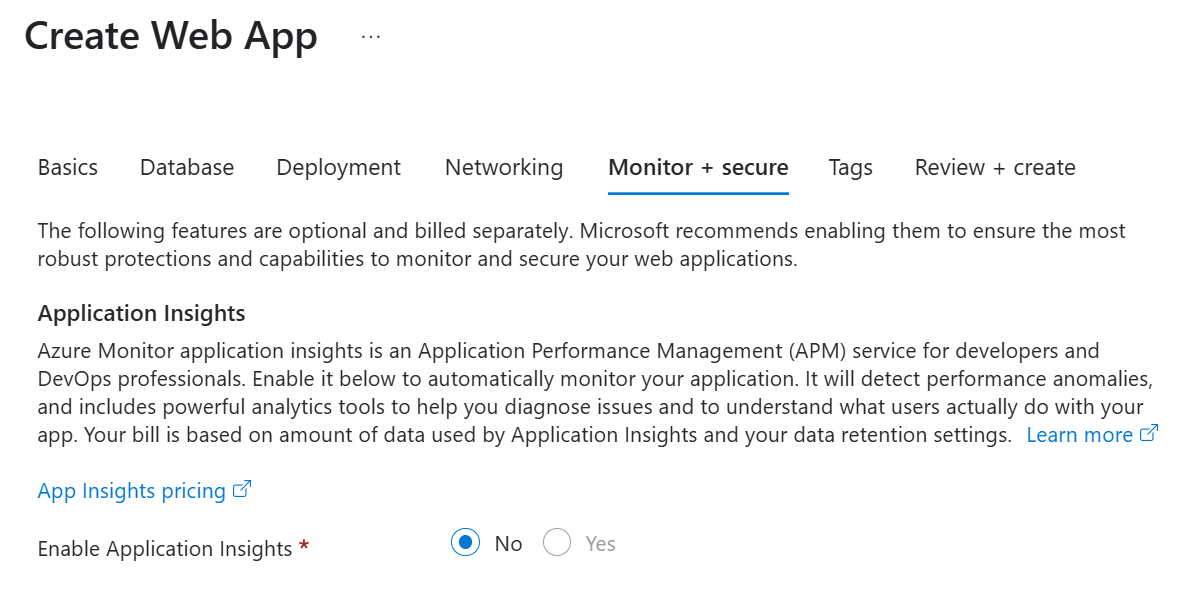 Create Web App ...
Basics Database Deployment Networking Monitor + secure Tags Review + create
The following features are optional and billed separately. Microsoft recommends enabling them to ensure the most
robust protections and capabilities to monitor and secure your web applications.
Application Insights
Azure Monitor application insights is an Application Performance Management (APM) service for developers and
DevOps professionals. Enable it below to automatically monitor your application. It will detect performance anomalies,
and includes powerful analytics tools to help you diagnose issues and to understand what users actually do with your
app. Your bill is based on amount of data used by Application Insights and your data retention settings. Learn more
App Insights pricing
Enable Application Insights * No Yes